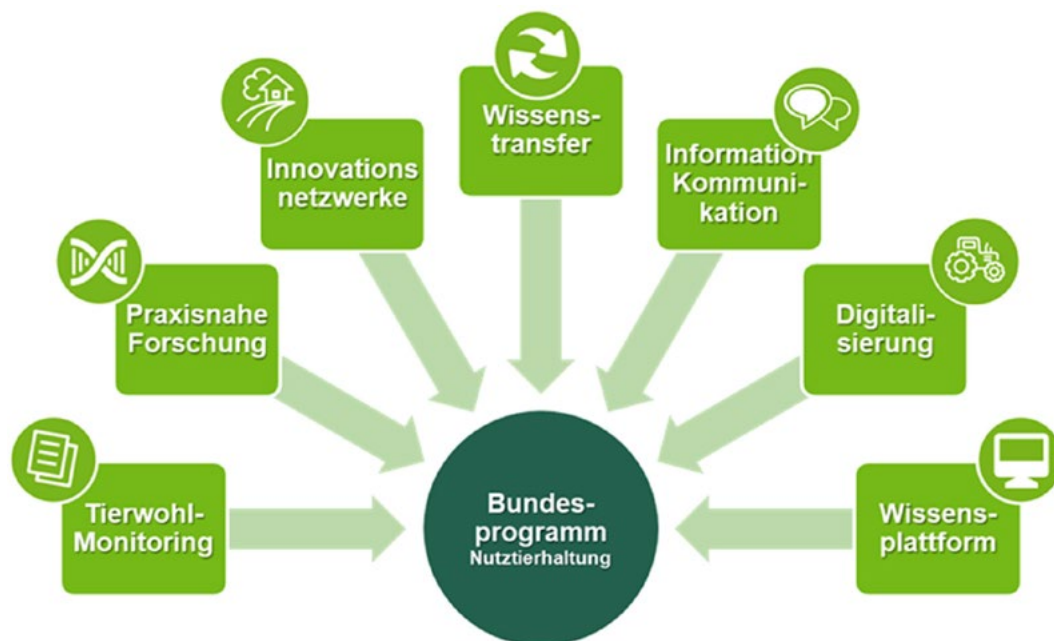 Wissens-
transfer
Innovations
netzwerke
Information
Kommuni-
kation
Praxisnahe
Forschung
Digitali-
sierung
Tierwohl-
Monitoring
Bundes-
programm
Nutztierhaltung
Wissens-
plattform